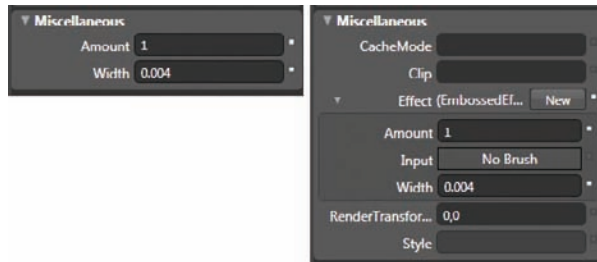 Miscellaneous
Amount 1
Width 0.004
Miscellaneous
CacheMode
Clip
Effect (EmbossedEf... New
Amount 1
Input No Brush
Width 0.004
RenderTransfor... 0,0
Style